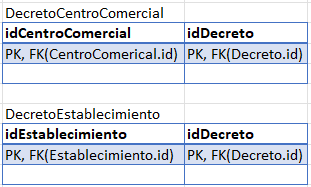 DecretoCentroComercial
idCentroComercial idDecreto
PK, FK(CentroComerical.id) PK, FK(Decreto.id)
DecretoEstablecimiento
idEstablecimiento idDecreto
PK, FK(Establecimiento.id) PK, FK(Decreto.id)